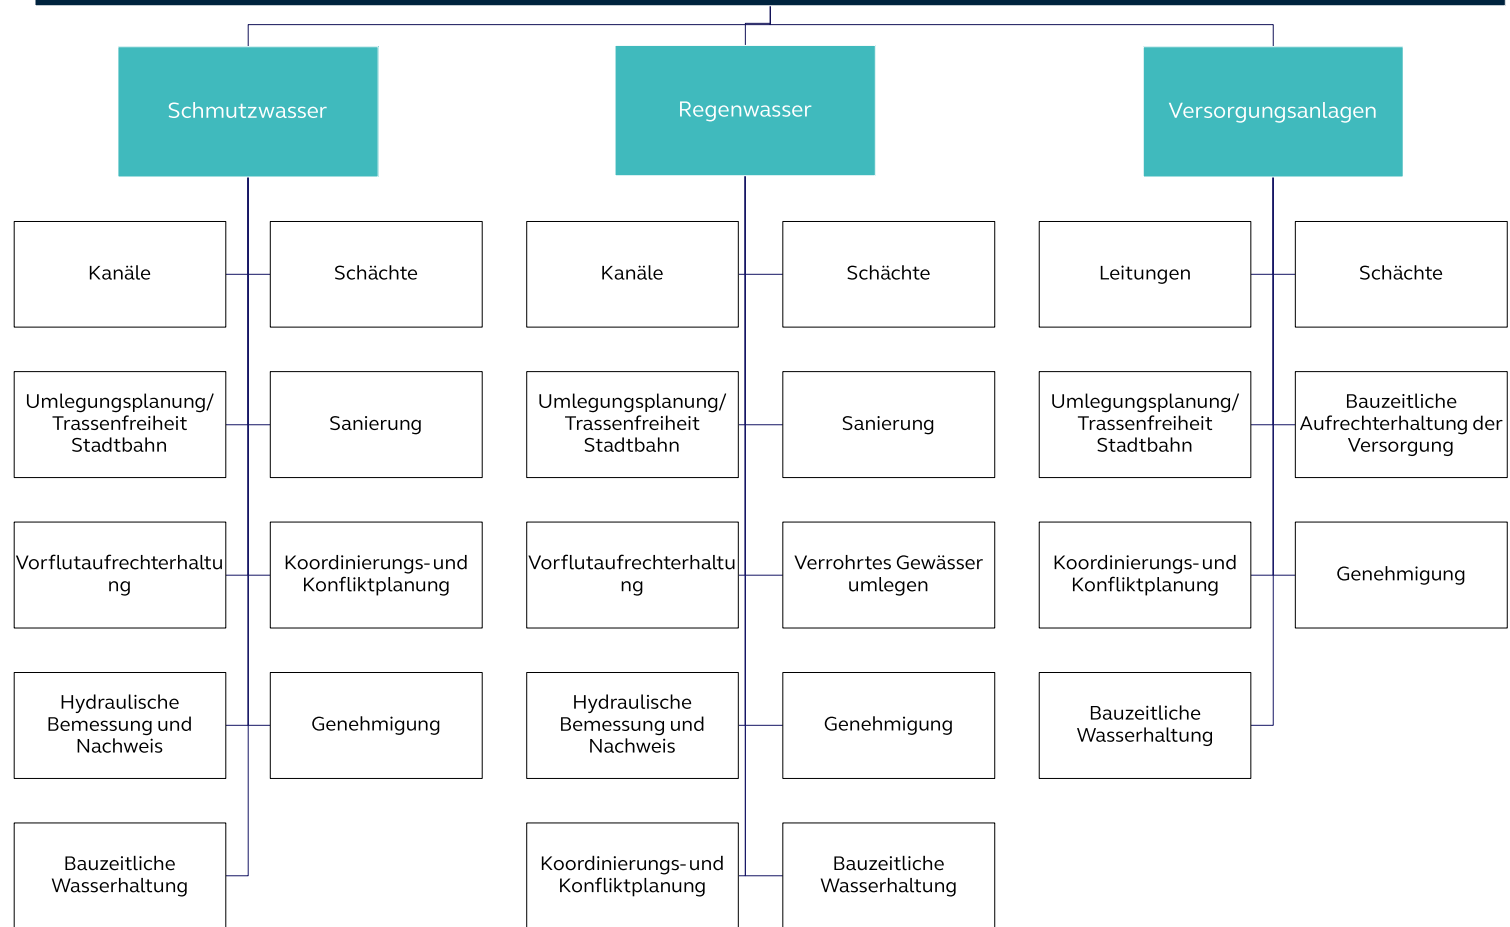 Schmutzwasser
Regenwasser
Versorgungsanlagen
Kanäle
Schächte
Kanäle
Schächte
Leitungen
Schächte
Umlegungsplanung/
Trassenfreiheit
Stadtbahn
Sanierung
Umlegungsplanung/
Trassenfreiheit
Stadtbahn
Sanierung
Umlegungsplanung/
Trassenfreiheit
Stadtbahn
Bauzeitliche
Aufrechterhaltung der
Versorgung
Vorflutaufrechterhaltu
ng
Koordinierungs- und
Konfliktplanung
Vorflutaufrechterhaltu
ng
Verrohrtes Gewässer
umlegen
Koordinierungs- und
Konfliktplanung
Genehmigung
Hydraulische
Bemessung und
Nachweis
Genehmigung
Hydraulische
Bemessung und
Nachweis
Genehmigung
Bauzeitliche
Wasserhaltung
Bauzeitliche
Wasserhaltung
Koordinierungs- und
Konfliktplanung
Bauzeitliche
Wasserhaltung